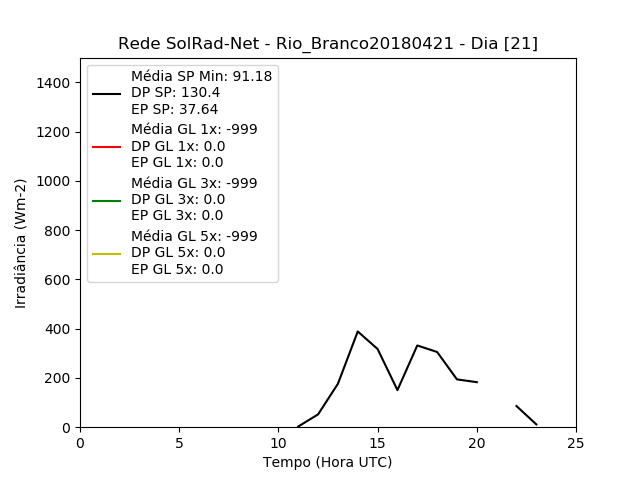 Rede SolRad-Net - Rio_Branco20180421 - Dia [21]
Média SP Min: 91.18
DP SP: 130.4
EP SP: 37.64
Média GL 1x: -999
DP GL 1x: 0.0
EP GL 1x: 0.0
Média GL 3x: -999
DP GL 3x: 0.0
EP GL 3x: 0.0
Média GL 5x: -999
DP GL 5x: 0.0
EP GL 5x: 0.0
Irradiância (Wm-2)
1400
1200
1000
800
600
400
200
0
0 5 10 15 20 25
Tempo (Hora UTC)